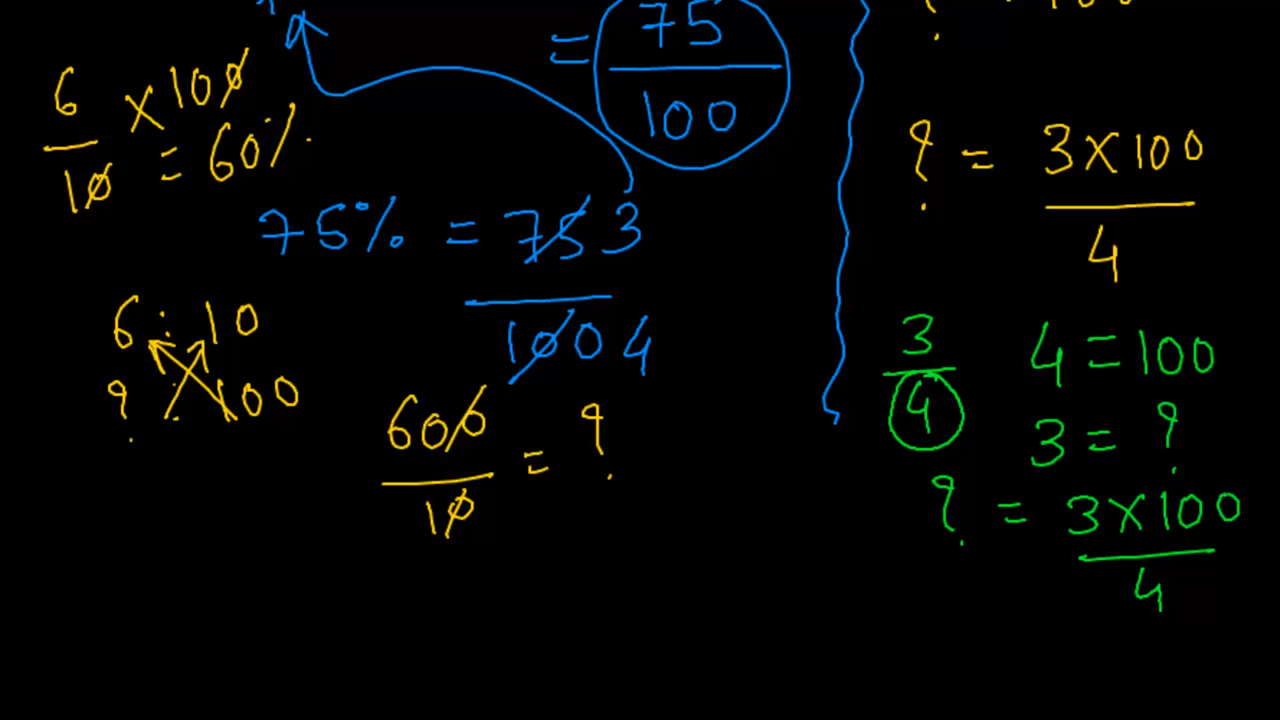 = 75/100
6/10 × 100 = 60%
75% = 75 3 / 100 4
6 : 10
? : 100
600/10 = ?
? = 3 × 100 / 4
3/4 4 = 100
3 = ?
? = 3 × 100 / 4